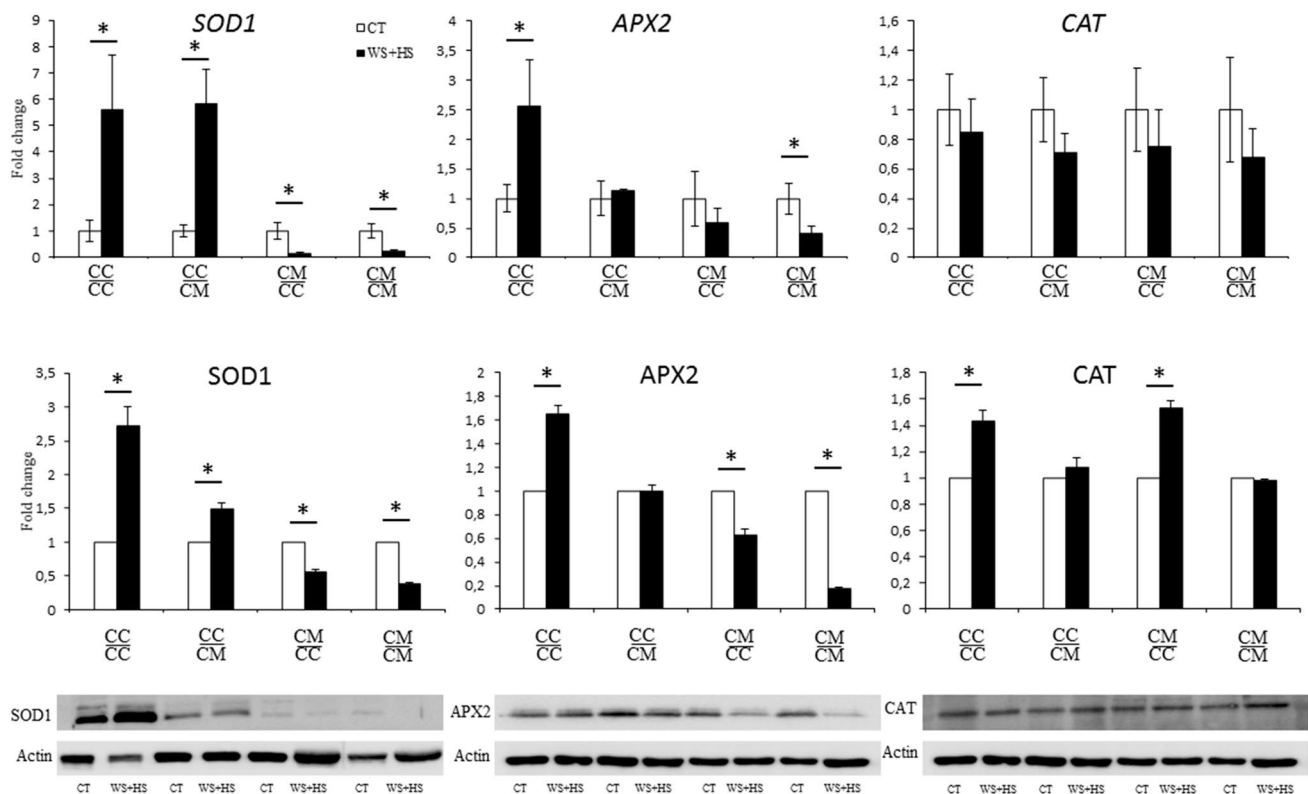 SOD1
APX2
CAT
CT
WS+HS
Fold change
9
8
7
6
5
4
3
2
1
0
4
3,5
3
2,5
2
1,5
1
0,5
0
1,6
1,4
1,2
1
0,8
0,6
0,4
0,2
0
* * * *
* *
CC CC CM CM
CC CM CC CM
CC CC CM CM
CC CM CC CM
CC CC CM CM
CC CM CC CM
SOD1
APX2
CAT
Fold change
3,5
3
2,5
2
1,5
1
0,5
0
2
1,8
1,6
1,4
1,2
1
0,8
0,6
0,4
0,2
0
1,8
1,6
1,4
1,2
1
0,8
0,6
0,4
0,2
0
* * * *
* * *
* *
CC CC CM CM
CC CM CC CM
CC CC CM CM
CC CM CC CM
CC CC CM CM
CC CM CC CM
SOD1
APX2
CAT
Actin
Actin
Actin
CT WS+HS CT WS+HS CT WS+HS CT WS+HS
CT WS+HS CT WS+HS CT WS+HS CT WS+HS
CT WS+HS CT WS+HS CT WS+HS CT WS+HS